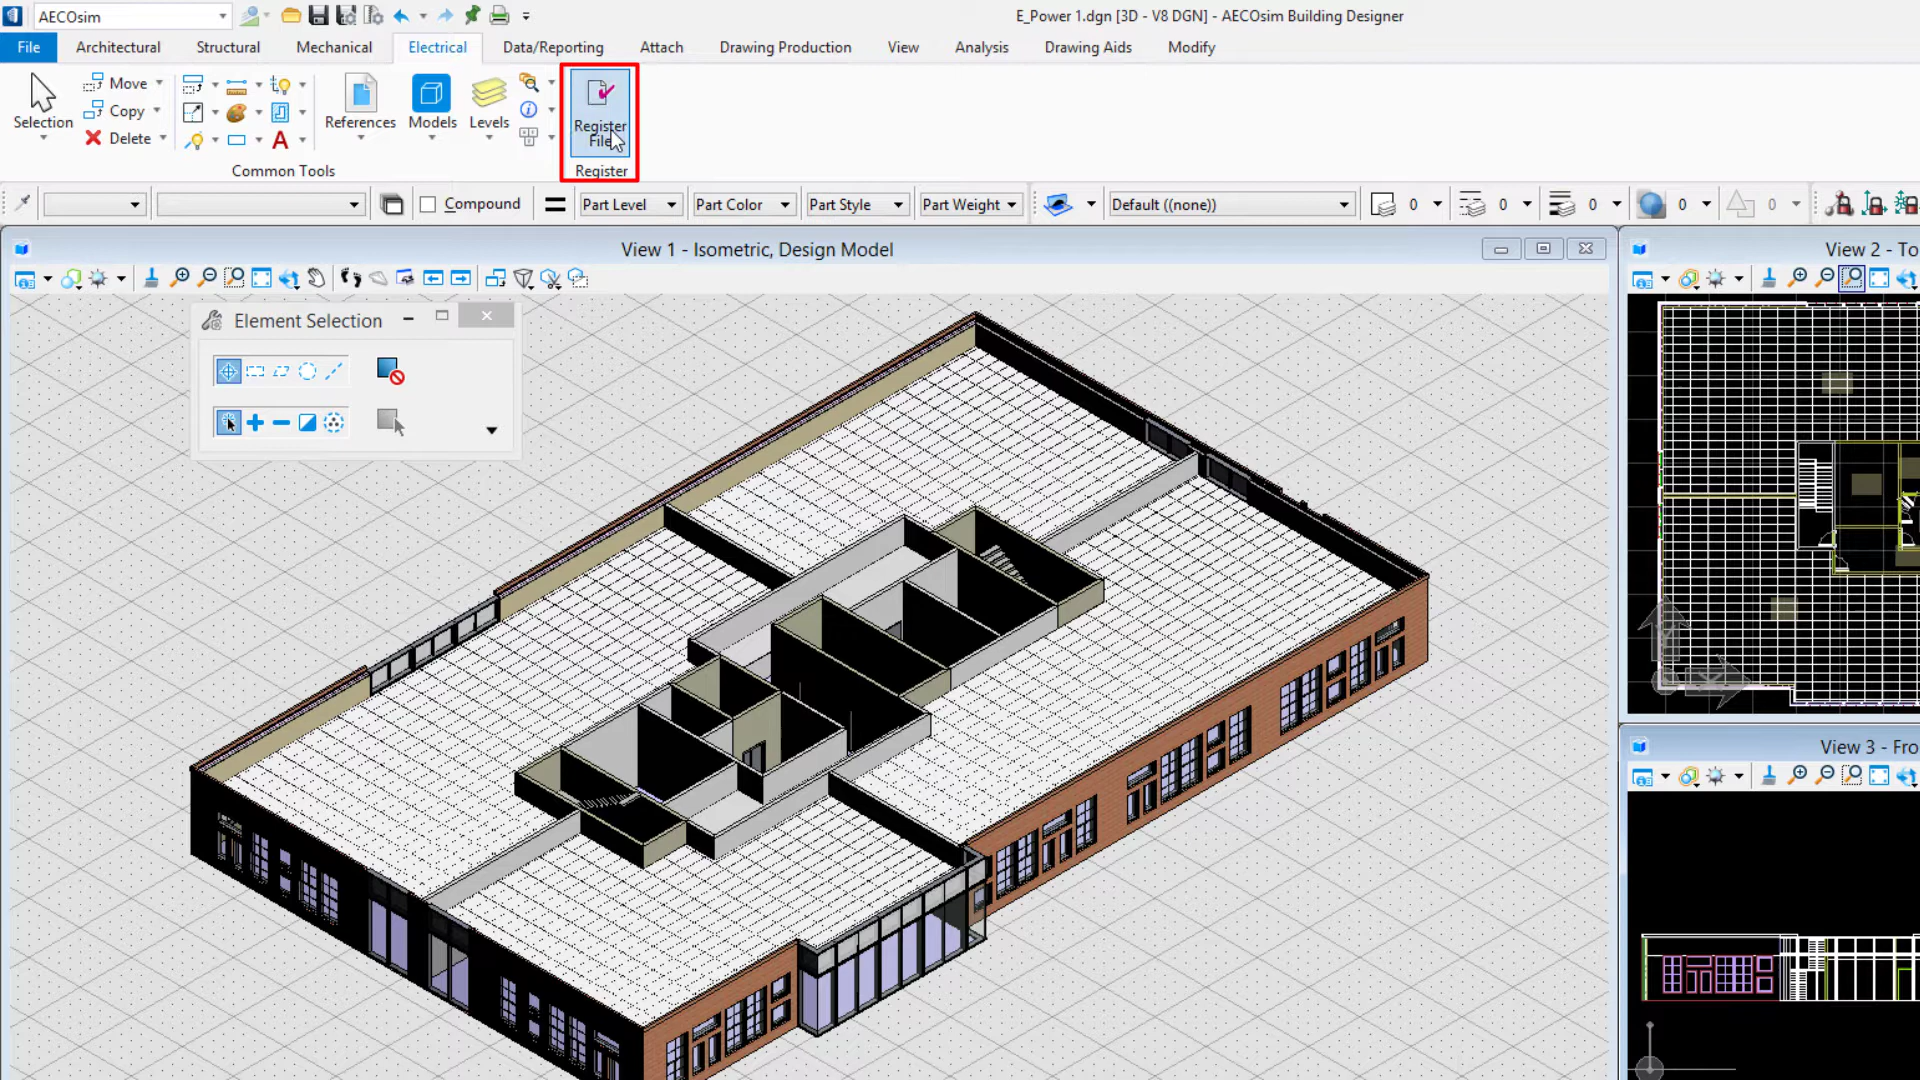 AECOsim
E_Power 1.dgn [3D - V8 DGN] - AECOsim Building Designer
File Architectural Structural Mechanical Electrical Data/Reporting Attach Drawing Production View Analysis Drawing Aids Modify
Selection
Move
Copy
Delete
References
Models
Levels
Register
File
Common Tools
Register
Compound
Part Level
Part Color
Part Style
Part Weight
Default ((none))
0
0
0
0
0
View 1 - Isometric, Design Model
View 2 - To
Element Selection
View 3 - Fro